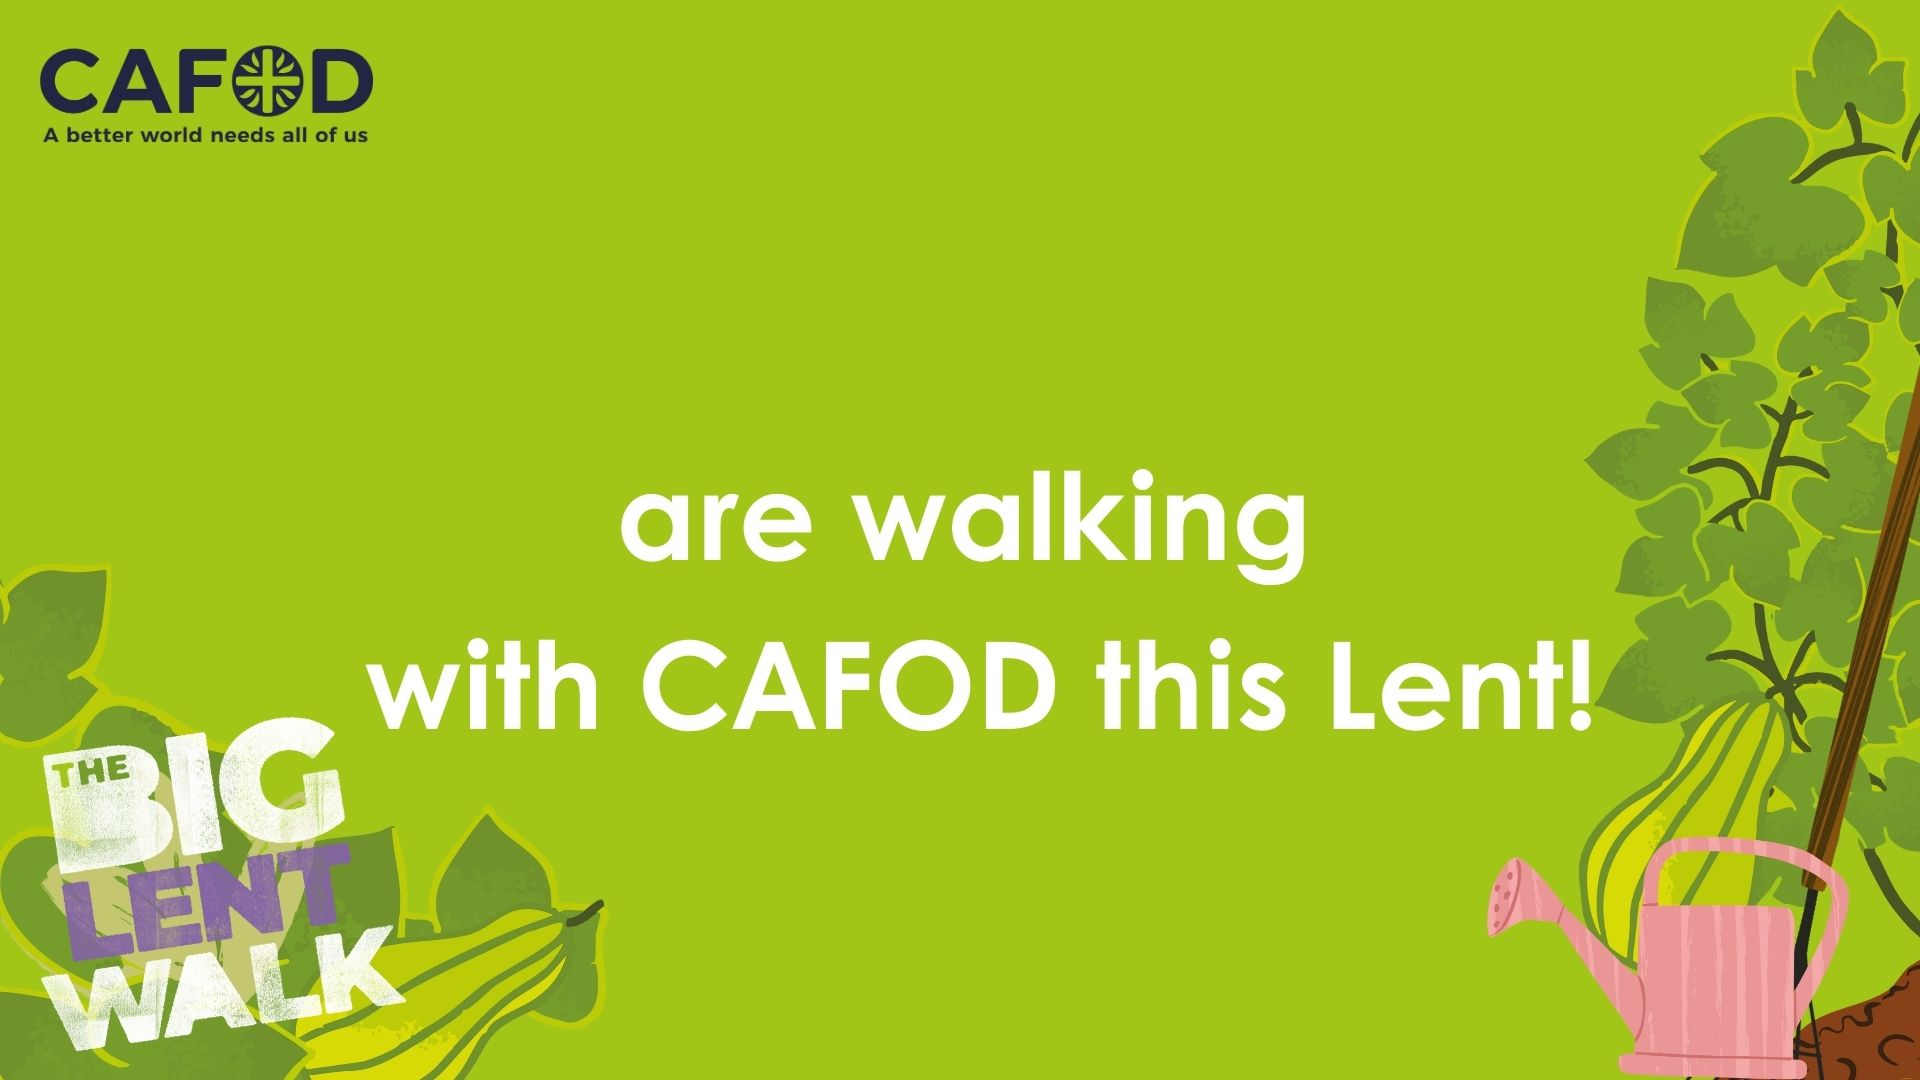 CAFOD
A better world needs all of us
are walking
with CAFOD this Lent!
THE
BIG
LENT
WALK